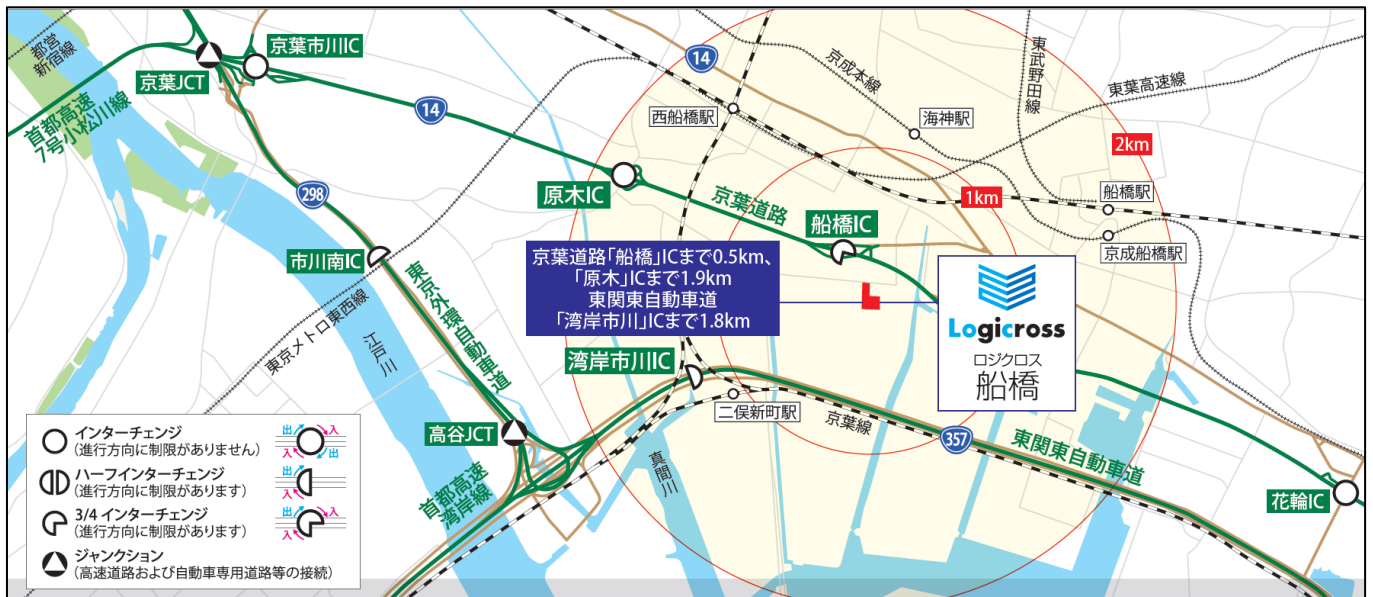 都営
新宿線
京葉JCT
京葉市川IC
首都高速
7号小松川線
14
298
市川南IC
東京メトロ東西線
江戸川
東京外環自動車道
高谷JCT
首都高速
湾岸線
原木IC
14
西船橋駅
京成本線
海神駅
東武野田線
東葉高速線
2km
1km
船橋駅
京成船橋駅
京葉道路
船橋IC
京葉道路「船橋」ICまで0.5km、
「原木」ICまで1.9km
東関東自動車道
「湾岸市川」ICまで1.8km
Logicross
ロジクロス
船橋
湾岸市川IC
二俣新町駅
京葉線
357
東関東自動車道
真間川
花輪IC
インターチェンジ
(進行方向に制限がありません)
出 入
入 出
ハーフインターチェンジ
(進行方向に制限があります)
出
入
3/4 インターチェンジ
(進行方向に制限があります)
出 入
入
ジャンクション
(高速道路および自動車専用道路等の接続)